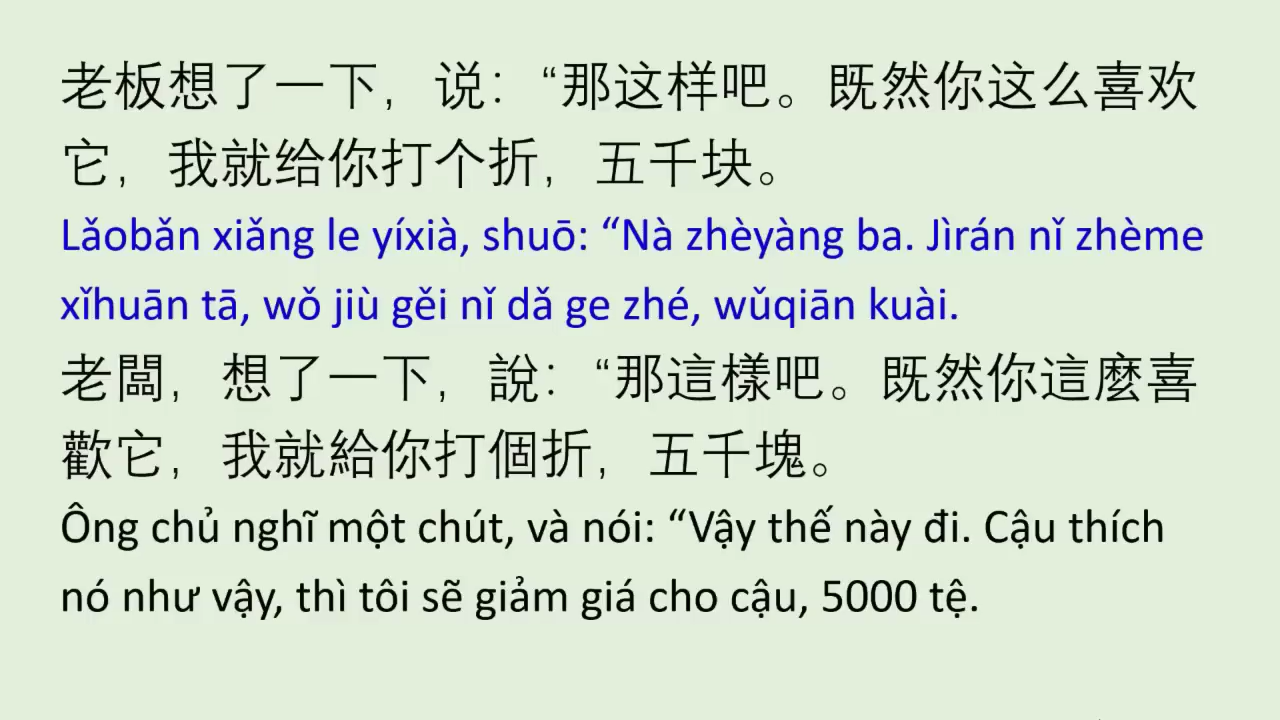 老板想了一下，说：“那这样吧。既然你这么喜欢
它，我就给你打个折，五千块。
Lǎobǎn xiǎng le yíxià, shuō: “Nà zhèyàng ba. Jìrán nǐ zhème
xǐhuān tā, wǒ jiù gěi nǐ dǎ ge zhé, wǔqiān kuài.
老闆，想了一下，說：“那這樣吧。既然你這麼喜
歡它，我就給你打個折，五千塊。
Ông chủ nghĩ một chút, và nói: “Vậy thế này đi. Cậu thích
nó như vậy, thì tôi sẽ giảm giá cho cậu, 5000 tệ.